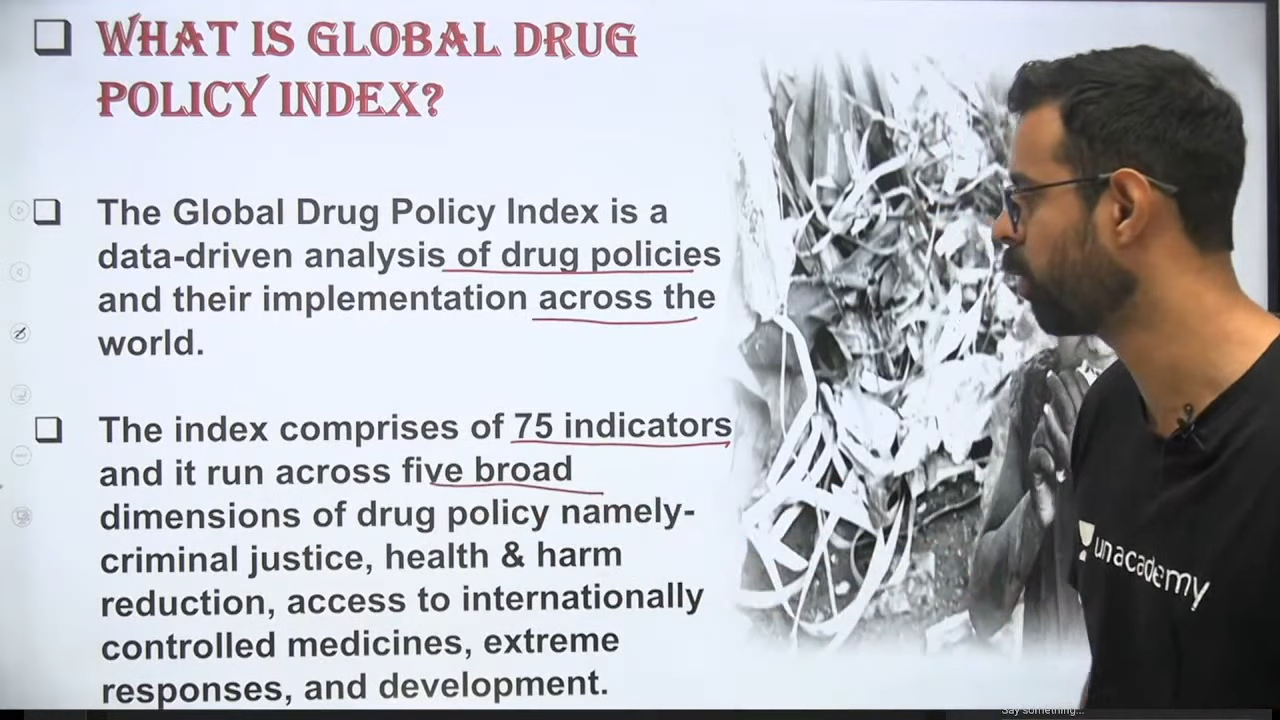 WHAT IS GLOBAL DRUG
POLICY INDEX?
The Global Drug Policy Index is a
data-driven analysis of drug policies
and their implementation across the
world.
The index comprises of 75 indicators
and it run across five broad
dimensions of drug policy namely-
criminal justice, health & harm
reduction, access to internationally
controlled medicines, extreme
responses, and development.
unacademy
Say something...